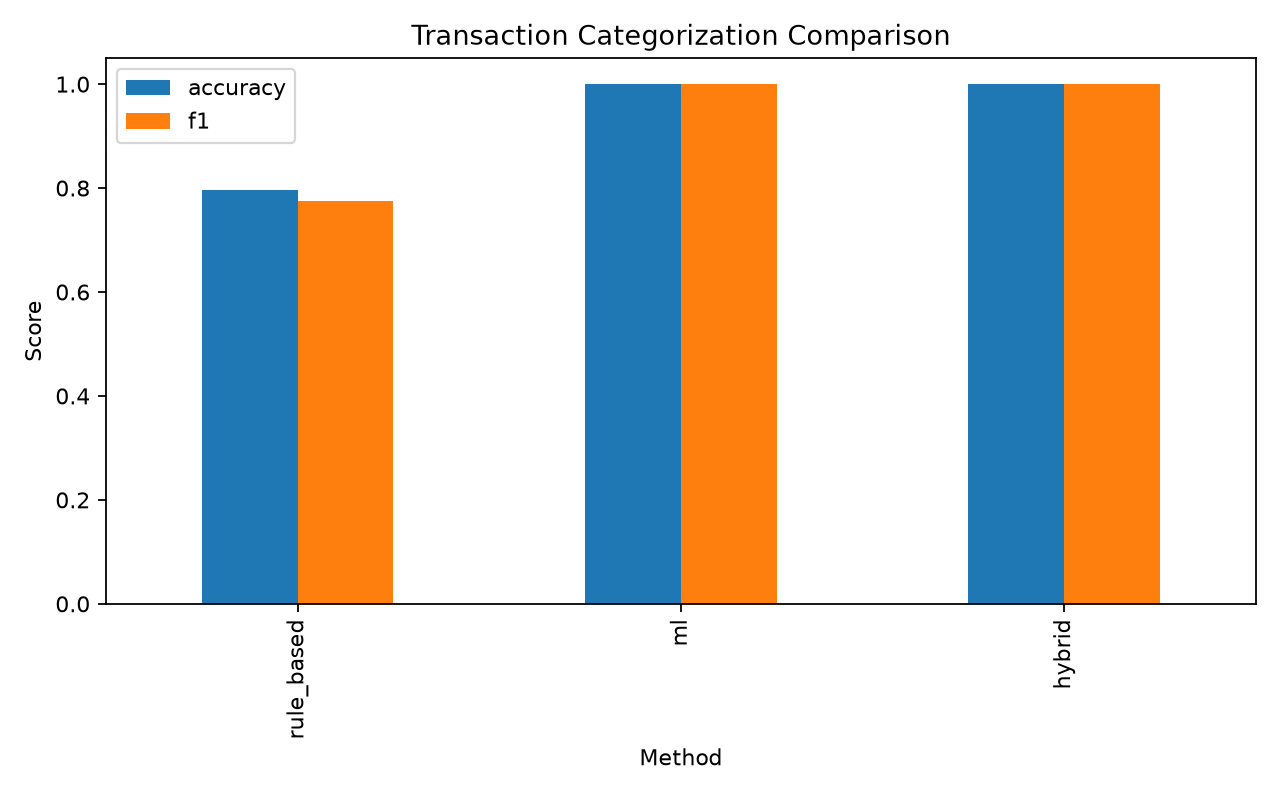 Transaction Categorization Comparison
accuracy
f1
Score
1.0
0.8
0.6
0.4
0.2
0.0
rule_based
ml
hybrid
Method